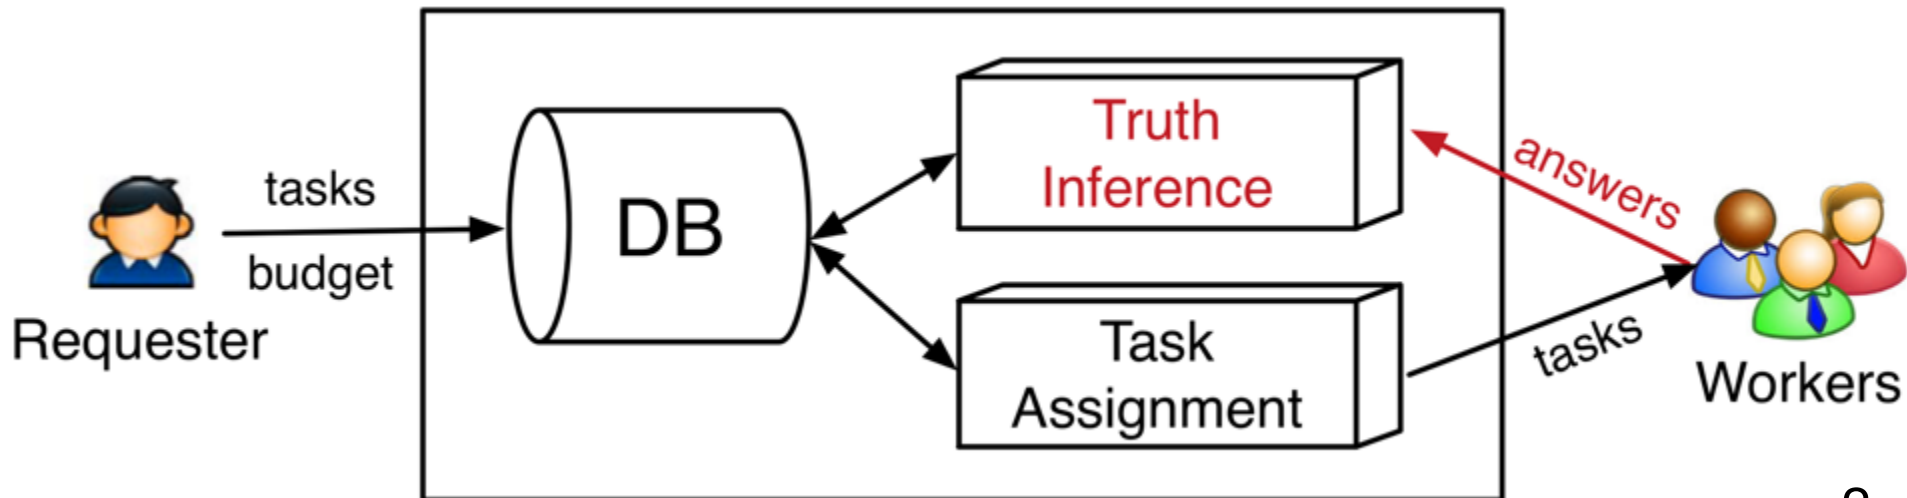 tasks
budget
Requester
DB
Truth
Inference
Task
Assignment
answers
tasks
Workers